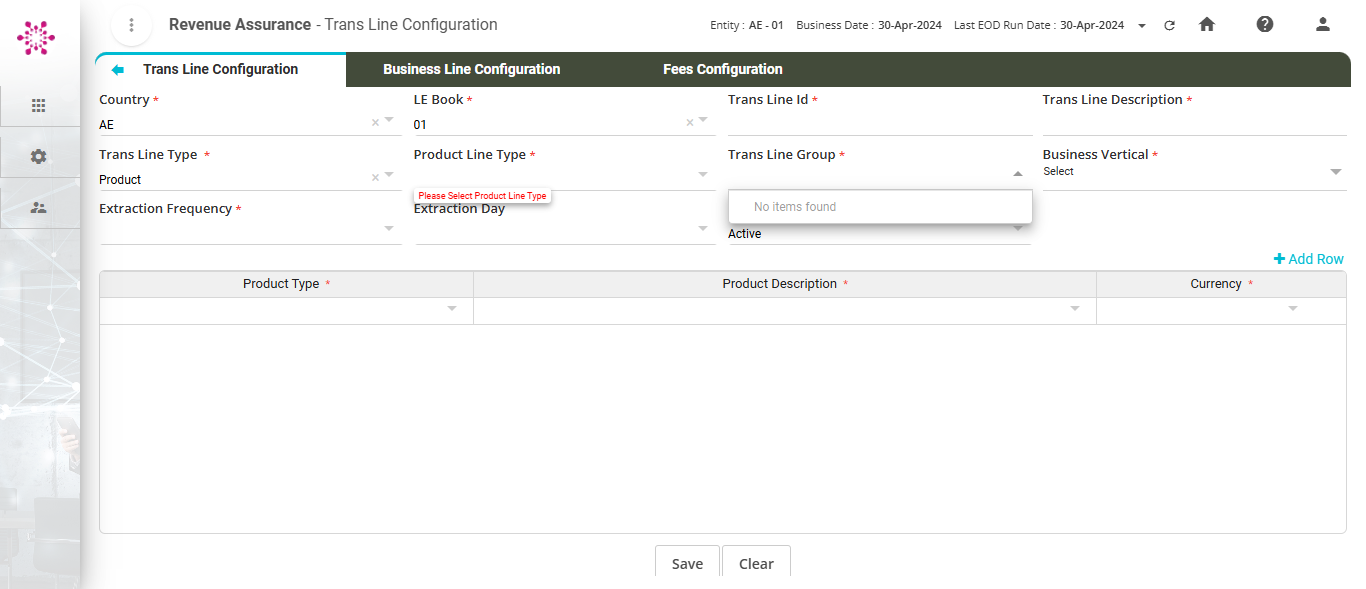 Revenue Assurance - Trans Line Configuration
Entity : AE - 01 Business Date : 30-Apr-2024 Last EOD Run Date : 30-Apr-2024
Trans Line Configuration Business Line Configuration Fees Configuration
Country * LE Book * Trans Line Id * Trans Line Description *
AE × 01 ×
Trans Line Type * Product Line Type * Trans Line Group * Business Vertical *
Product × Select
Please Select Product Line Type
Extraction Frequency * Extraction Day No items found
Active
+ Add Row
Product Type * Product Description * Currency *
Save Clear